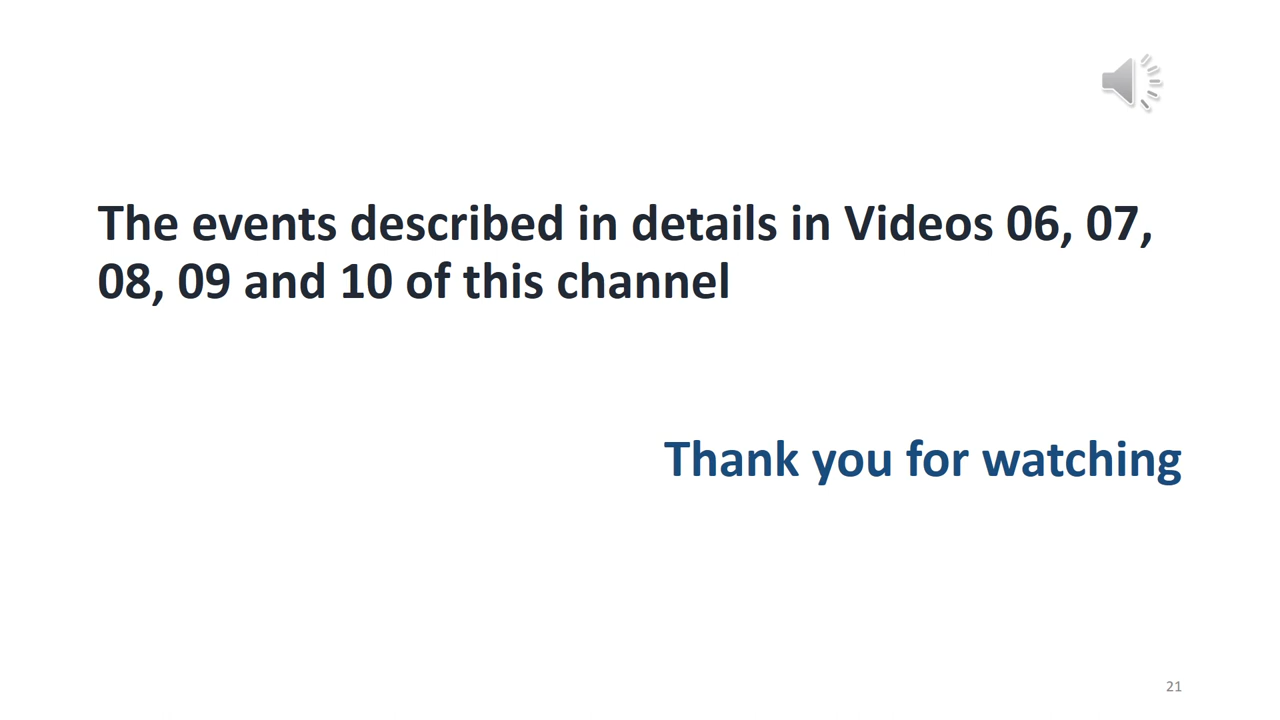 The events described in details in Videos 06, 07,
08, 09 and 10 of this channel
Thank you for watching
21